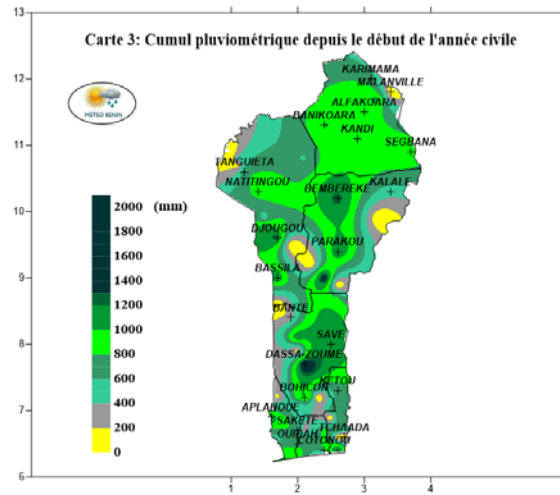 Carte 3: Cumul pluviométrique depuis le début de l'année civile
METEO BENIN
13
12
11
10
9
8
7
6
1
2
3
4
2000 (mm)
1800
1600
1400
1200
1000
800
600
400
200
0
KARIMAMA
MALANVILLE
ALFAKOARA
BANIKOARA
KANDI
SEGBANA
TANGUIETA
NATITINGOU
BEMBEREKE
KALALE
DJOUGOU
PARAKOU
BASSILA
BANTE
SAVE
DASSA-ZOUME
KETOU
BOHICON
APLAHOUE
SAKETE
TCHAADA
OUIDAH
COTONOU